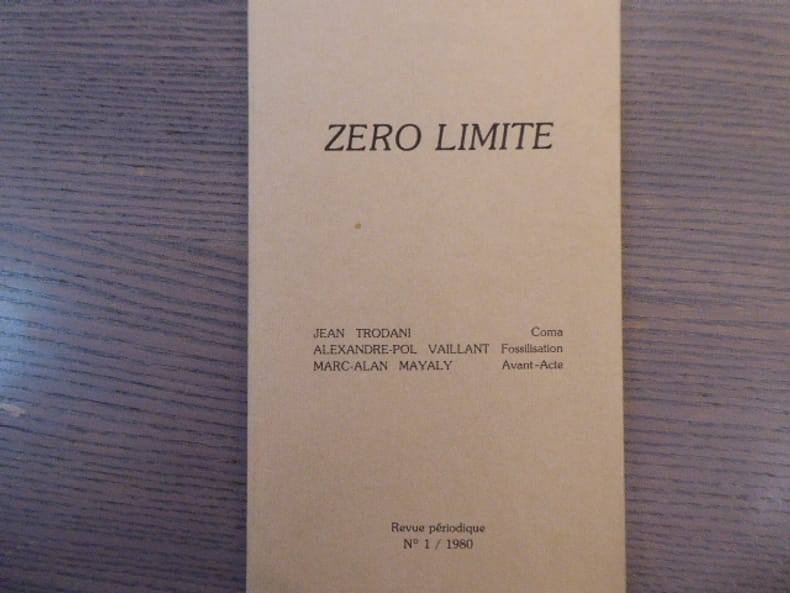 ZERO LIMITE
JEAN TRODANI Coma
ALEXANDRE-POL VAILLANT Fossilisation
MARC-ALAN MAYALY Avant-Acte
Revue périodique
N° 1 / 1980